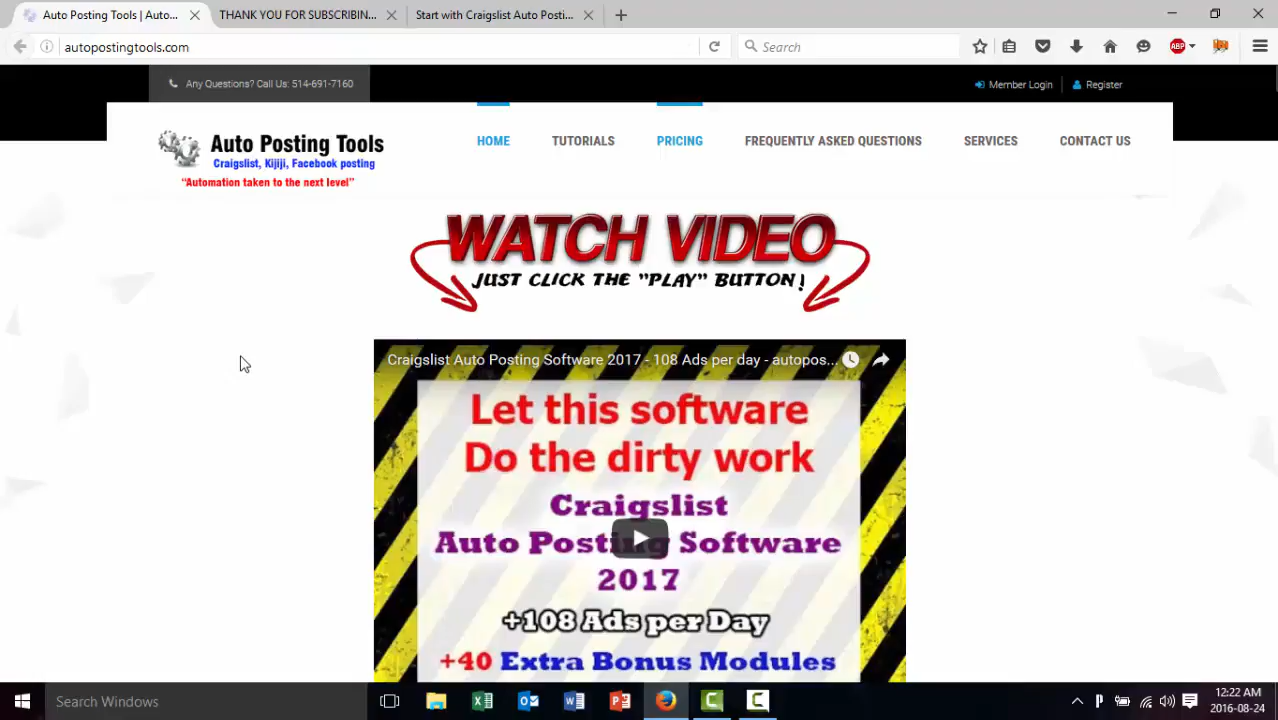 Auto Posting Tools | Auto...
THANK YOU FOR SUBSCRIBIN...
Start with Craigslist Auto Posti...
autopostingtools.com
Search
ABP
Any Questions? Call Us: 514-691-7160
Member Login
Register
Auto Posting Tools
Craigslist, Kijiji, Facebook posting
“Automation taken to the next level”
HOME
TUTORIALS
PRICING
FREQUENTLY ASKED QUESTIONS
SERVICES
CONTACT US
WATCH VIDEO
JUST CLICK THE "PLAY" BUTTON!
Craigslist Auto Posting Software 2017 - 108 Ads per day - autopos...
Let this software
Do the dirty work
Craigslist
Auto Posting Software
2017
+108 Ads per Day
+40 Extra Bonus Modules
Search Windows
12:22 AM
2016-08-24